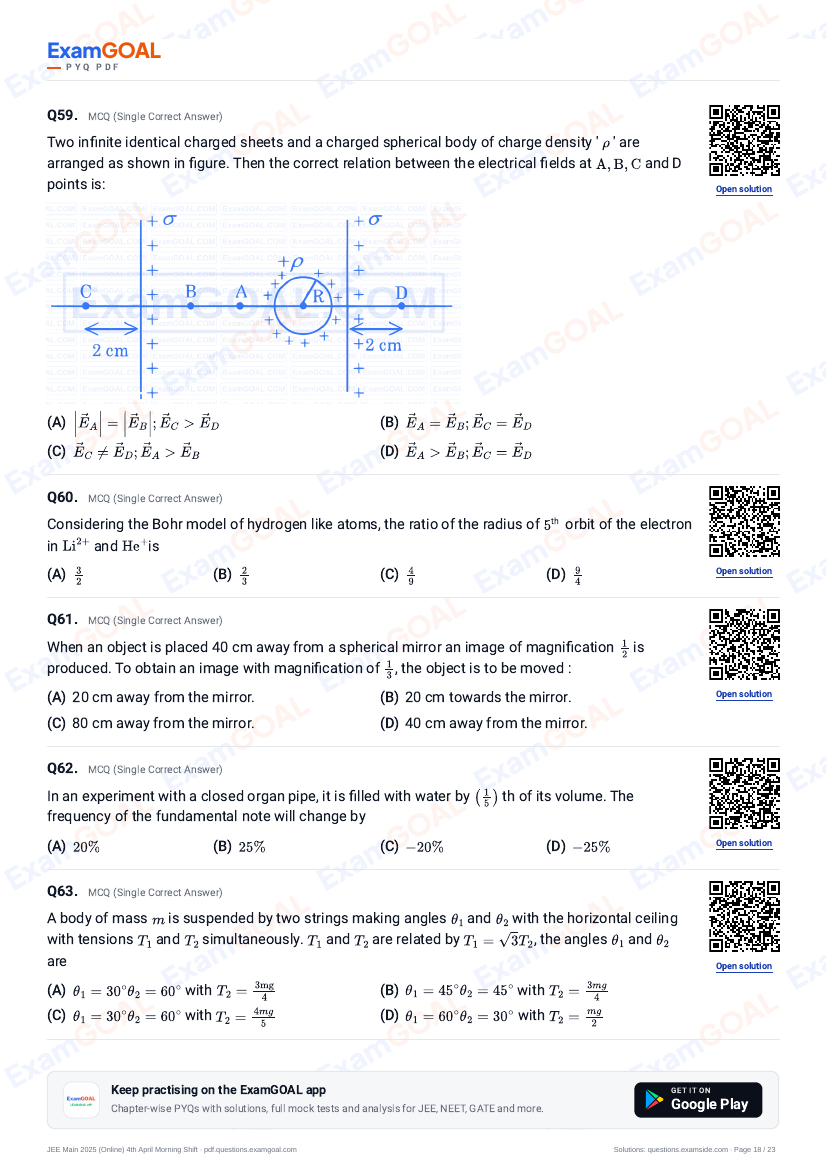 ExamGOAL
PYQ PDF
Q59. MCQ (Single Correct Answer)
Two infinite identical charged sheets and a charged spherical body of charge density ' ρ ' are
arranged as shown in figure. Then the correct relation between the electrical fields at A, B, C and D
points is:
Open solution
+ σ + σ
+ρ
C B A R D
2 cm 2 cm
(A) |E⃗_A| = |E⃗_B|; E⃗_C > E⃗_D (B) E⃗_A = E⃗_B; E⃗_C = E⃗_D
(C) E⃗_C ≠ E⃗_D; E⃗_A > E⃗_B (D) E⃗_A > E⃗_B; E⃗_C = E⃗_D
Q60. MCQ (Single Correct Answer)
Considering the Bohr model of hydrogen like atoms, the ratio of the radius of 5ᵗʰ orbit of the electron
in Li²⁺ and He⁺is
(A) 3/2 (B) 2/3 (C) 4/9 (D) 9/4
Open solution
Q61. MCQ (Single Correct Answer)
When an object is placed 40 cm away from a spherical mirror an image of magnification 1/2 is
produced. To obtain an image with magnification of 1/3, the object is to be moved :
(A) 20 cm away from the mirror. (B) 20 cm towards the mirror.
Open solution
(C) 80 cm away from the mirror. (D) 40 cm away from the mirror.
Q62. MCQ (Single Correct Answer)
In an experiment with a closed organ pipe, it is filled with water by (1/5) th of its volume. The
frequency of the fundamental note will change by
(A) 20% (B) 25% (C) −20% (D) −25%
Open solution
Q63. MCQ (Single Correct Answer)
A body of mass m is suspended by two strings making angles θ₁ and θ₂ with the horizontal ceiling
with tensions T₁ and T₂ simultaneously. T₁ and T₂ are related by T₁ = √3T₂, the angles θ₁ and θ₂
are
Open solution
(A) θ₁ = 30°θ₂ = 60° with T₂ = 3mg/4 (B) θ₁ = 45°θ₂ = 45° with T₂ = 3mg/4
(C) θ₁ = 30°θ₂ = 60° with T₂ = 4mg/5 (D) θ₁ = 60°θ₂ = 30° with T₂ = mg/2
Keep practising on the ExamGOAL app
Chapter-wise PYQs with solutions, full mock tests and analysis for JEE, NEET, GATE and more.
GET IT ON
Google Play
JEE Main 2025 (Online) 4th April Morning Shift · pdf.questions.examgoal.com Solutions: questions.examside.com · Page 18 / 23